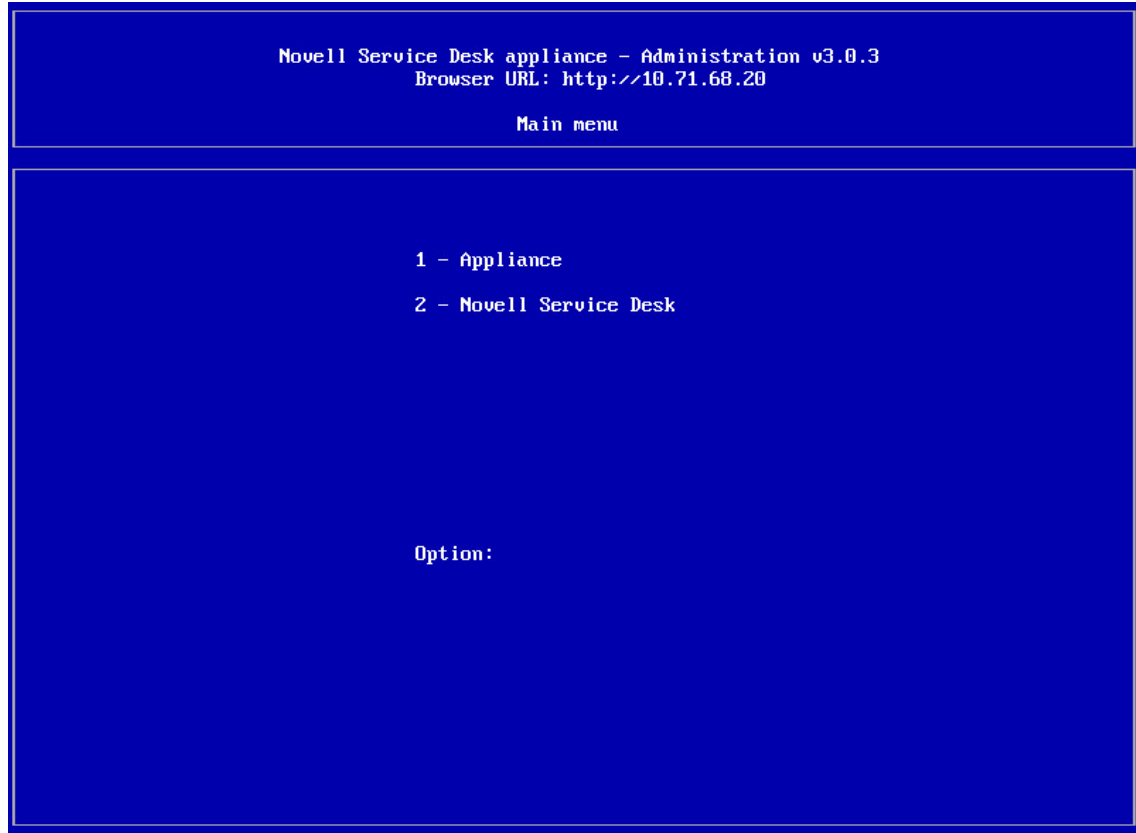 Novell Service Desk appliance - Administration v3.0.3
Browser URL: http://10.71.68.20
Main menu
1 - Appliance
2 - Novell Service Desk
Option: